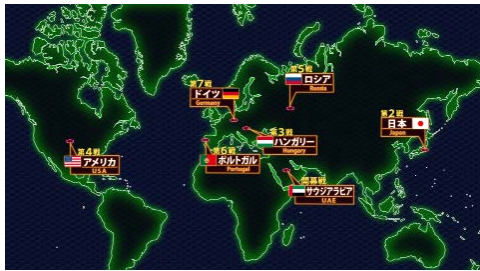 第7戦
ドイツ
Germany
第5戦
ロシア
Russia
第2戦
日本
Japan
第3戦
ハンガリー
Hungary
第4戦
アメリカ
USA
第6戦
ポルトガル
Portugal
開幕戦
サウジアラビア
UAE